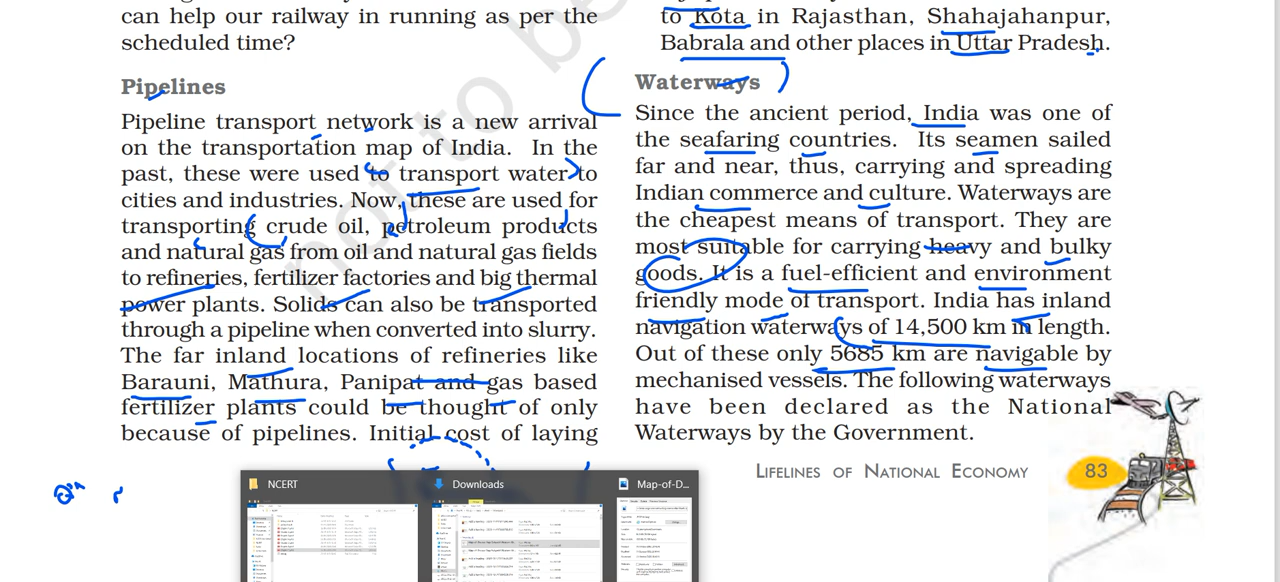 can help our railway in running as per the
scheduled time?
Pipelines
Pipeline transport network is a new arrival
on the transportation map of India. In the
past, these were used to transport water to
cities and industries. Now, these are used for
transporting crude oil, petroleum products
and natural gas from oil and natural gas fields
to refineries, fertilizer factories and big thermal
power plants. Solids can also be transported
through a pipeline when converted into slurry.
The far inland locations of refineries like
Barauni, Mathura, Panipat and gas based
fertilizer plants could be thought of only
because of pipelines. Initial cost of laying
to Kota in Rajasthan, Shahajahanpur,
Babrala and other places in Uttar Pradesh.
Waterways
Since the ancient period, India was one of
the seafaring countries. Its seamen sailed
far and near, thus, carrying and spreading
Indian commerce and culture. Waterways are
the cheapest means of transport. They are
most suitable for carrying heavy and bulky
goods. It is a fuel-efficient and environment
friendly mode of transport. India has inland
navigation waterways of 14,500 km in length.
Out of these only 5685 km are navigable by
mechanised vessels. The following waterways
have been declared as the National
Waterways by the Government.
LIFELINES OF NATIONAL ECONOMY 83
not to be
NCERT
Downloads
Map-of-D...